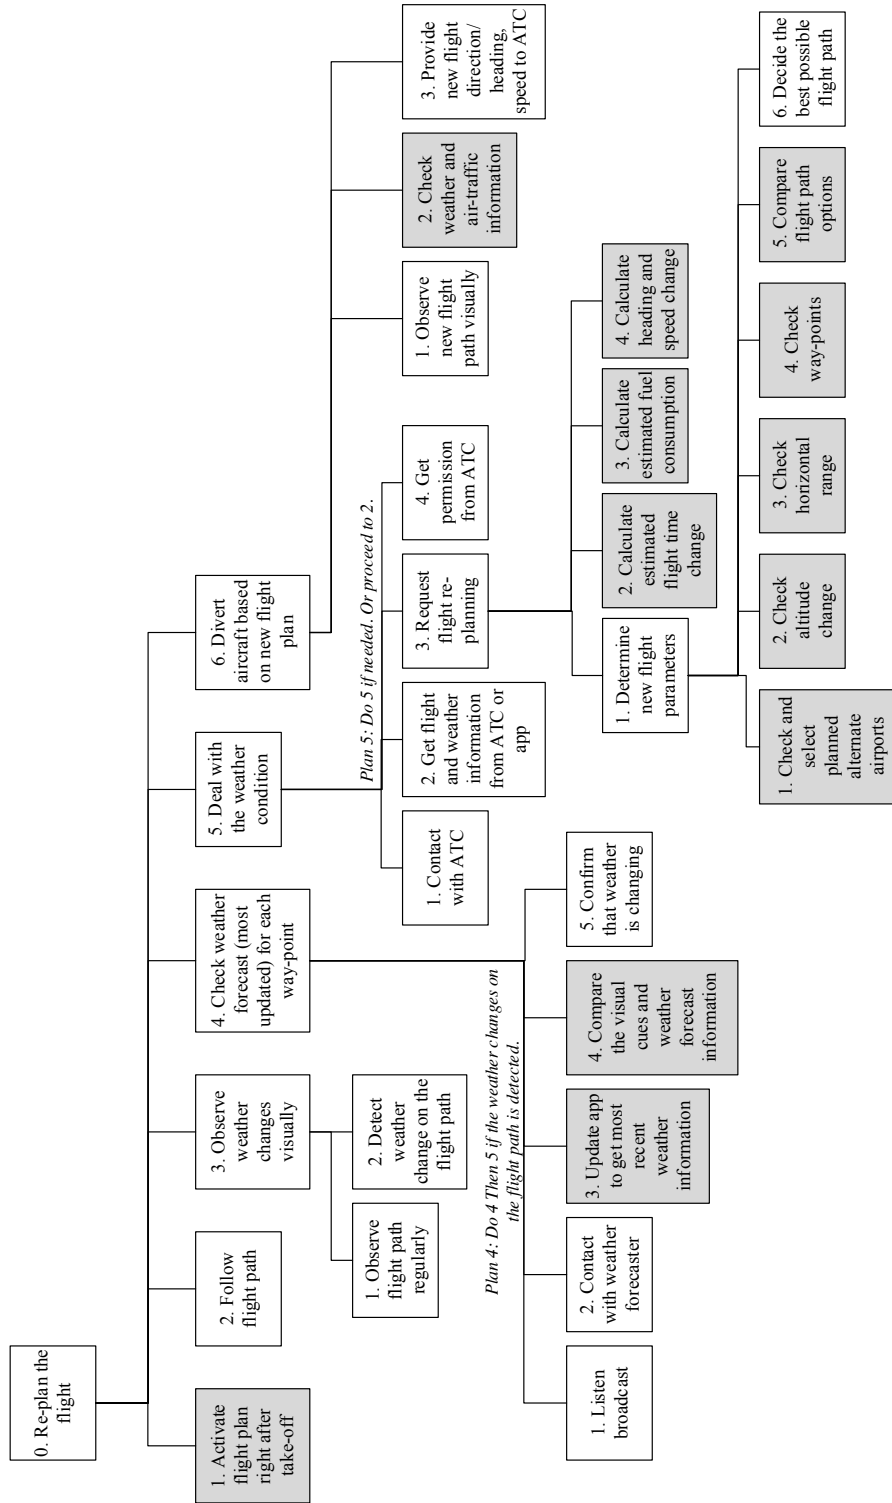 0. Re-plan the
flight
1. Activate
flight plan
right after
take-off
2. Follow
flight path
3. Observe
weather
changes
visually
4. Check weather
forecast (most
updated) for each
way-point
5. Deal with
the weather
condition
6. Divert
aircraft based
on new flight
plan
1. Observe
flight path
regularly
2. Detect
weather
change on the
flight path
Plan 4: Do 4 Then 5 if the weather changes on
the flight path is detected.
1. Listen
broadcast
2. Contact
with weather
forecaster
3. Update app
to get most
recent
weather
information
4. Compare
the visual
cues and
weather
forecast
information
5. Confirm
that weather
is changing
Plan 5: Do 5 if needed. Or proceed to 2.
1. Contact
with ATC
2. Get flight
and weather
information
from ATC or
app
3. Request
flight re-
planning
4. Get
permission
from ATC
1. Observe
new flight
path visually
2. Check
weather and
air-traffic
information
3. Provide
new flight
direction/
heading,
speed to ATC
1. Determine
new flight
parameters
2. Calculate
estimated
flight time
change
3. Calculate
estimated fuel
consumption
4. Calculate
heading and
speed change
1. Check and
select
planned
alternate
airports
2. Check
altitude
change
3. Check
horizontal
range
4. Check
way-points
5. Compare
flight path
options
6. Decide the
best possible
flight path